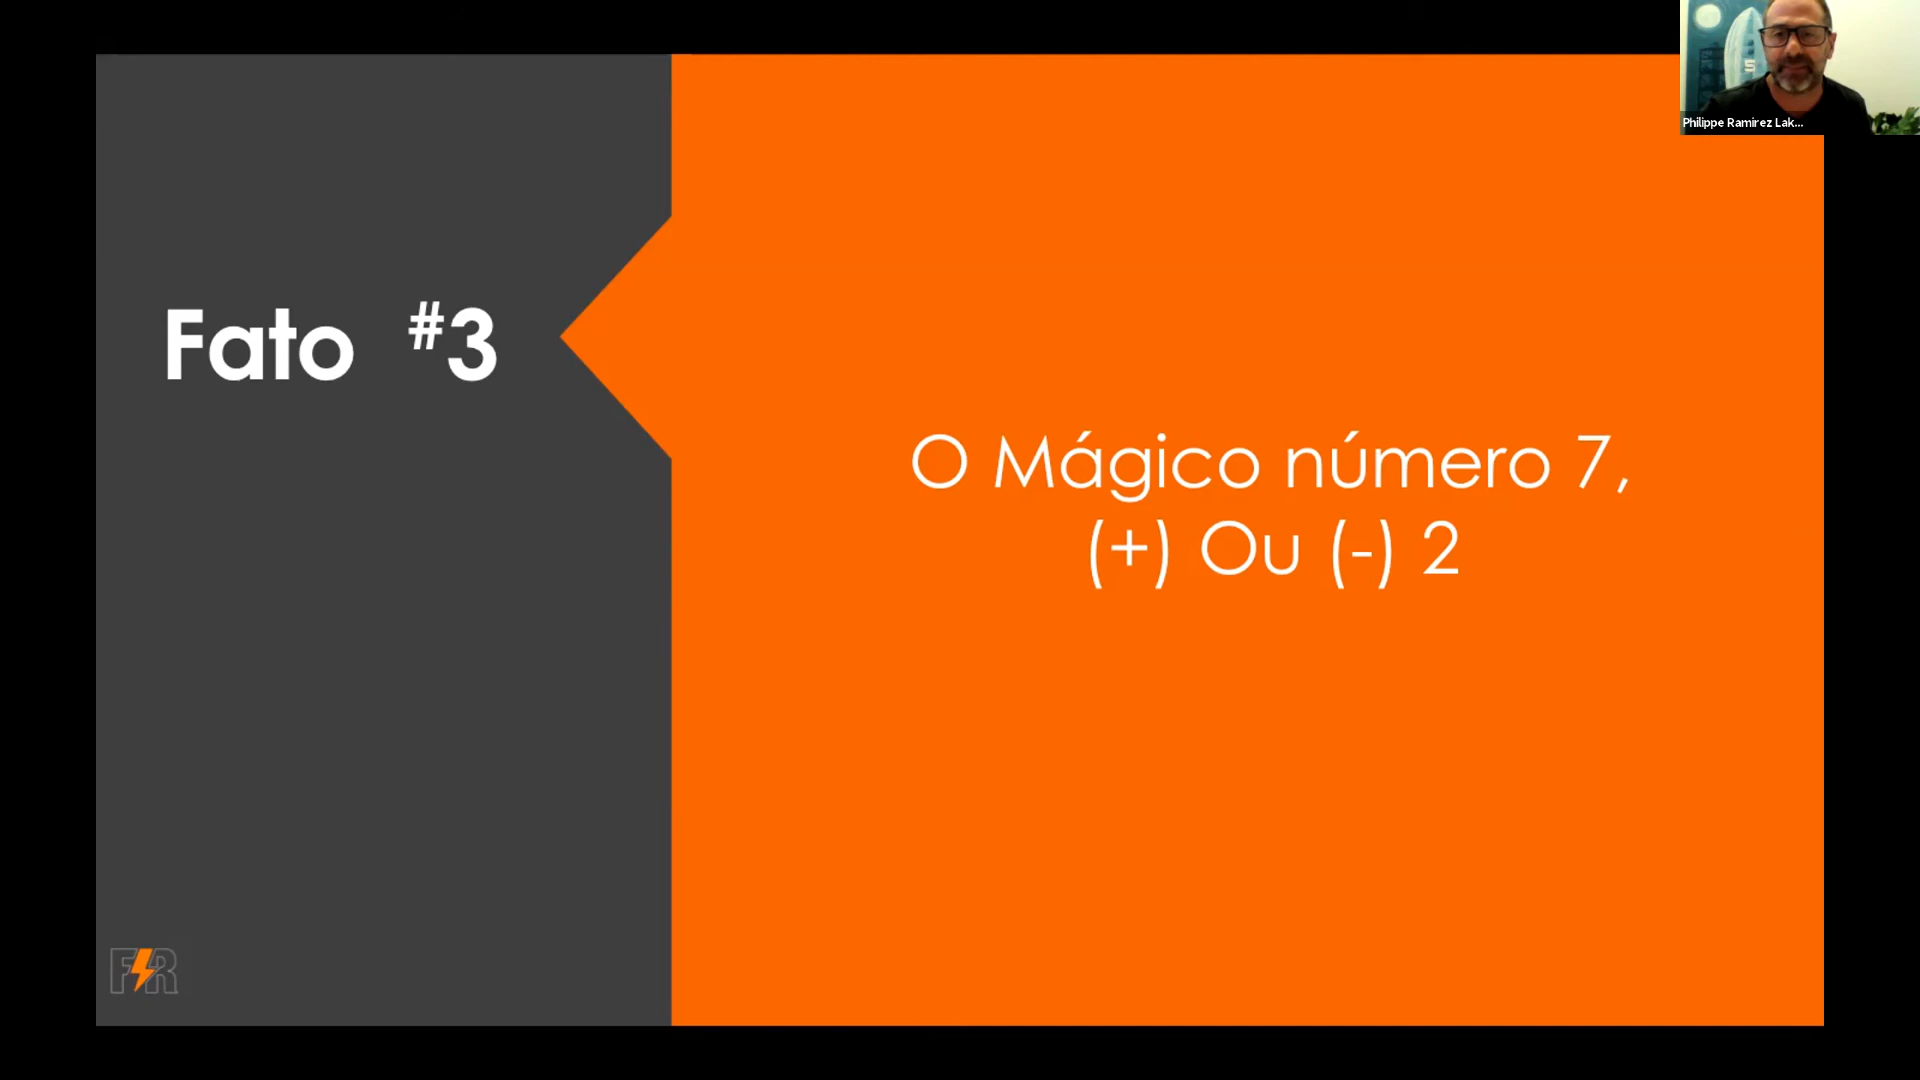 Philippe Ramirez Lak...
Fato #3
O Mágico número 7,
(+) Ou (-) 2
F R
S